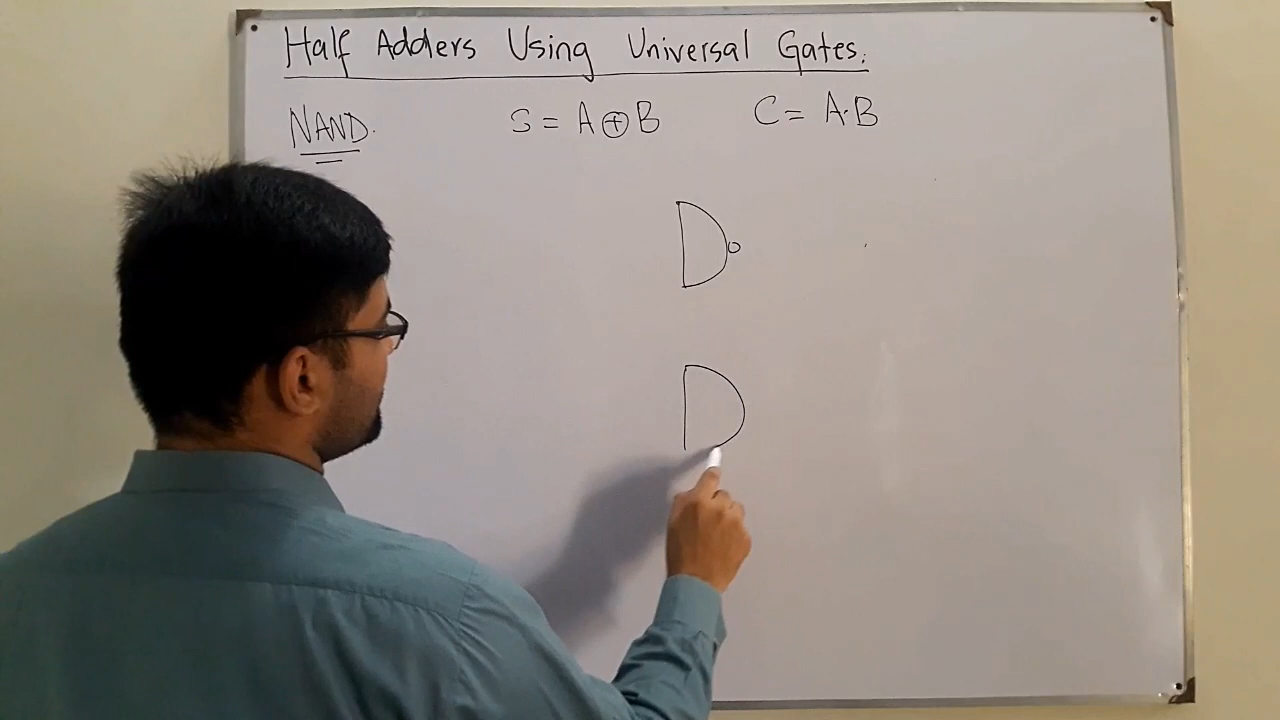 Half Adders Using Universal Gates.
NAND. S = A ⊕ B C = A·B